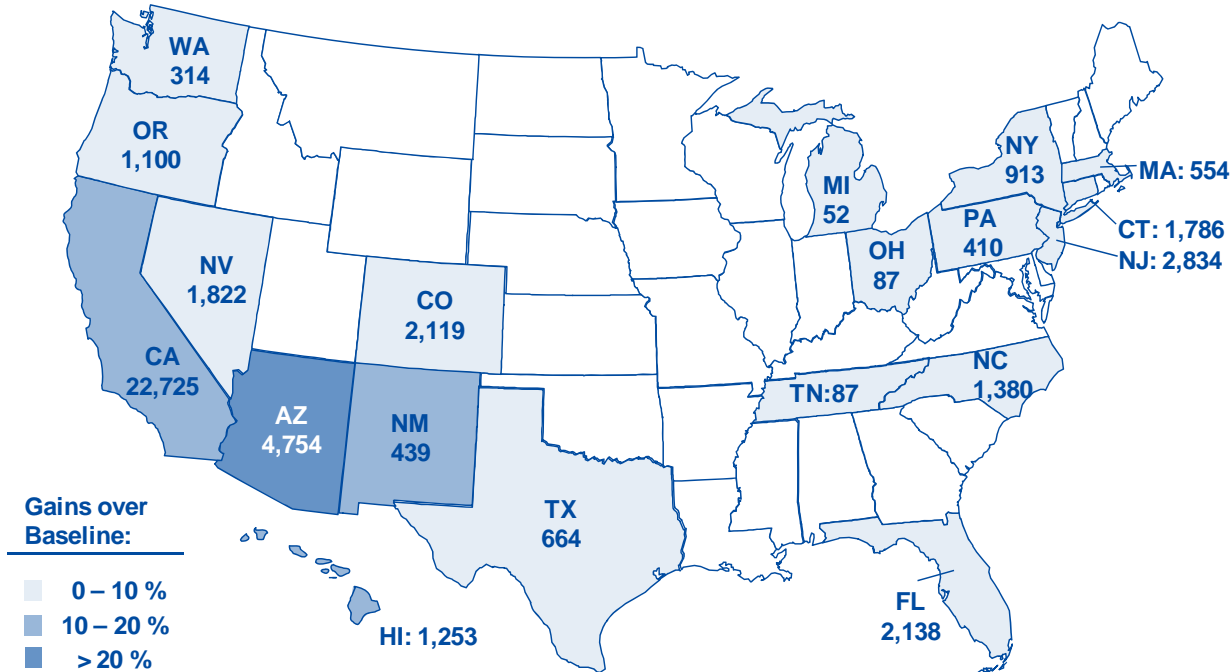 WA
314
OR
1,100
NV
1,822
CA
22,725
AZ
4,754
NM
439
CO
2,119
TX
664
MI
52
OH
87
NY
913
PA
410
MA: 554
CT: 1,786
NJ: 2,834
TN:87
NC
1,380
FL
2,138
HI: 1,253
Gains over
Baseline:
0 – 10 %
10 – 20 %
> 20 %